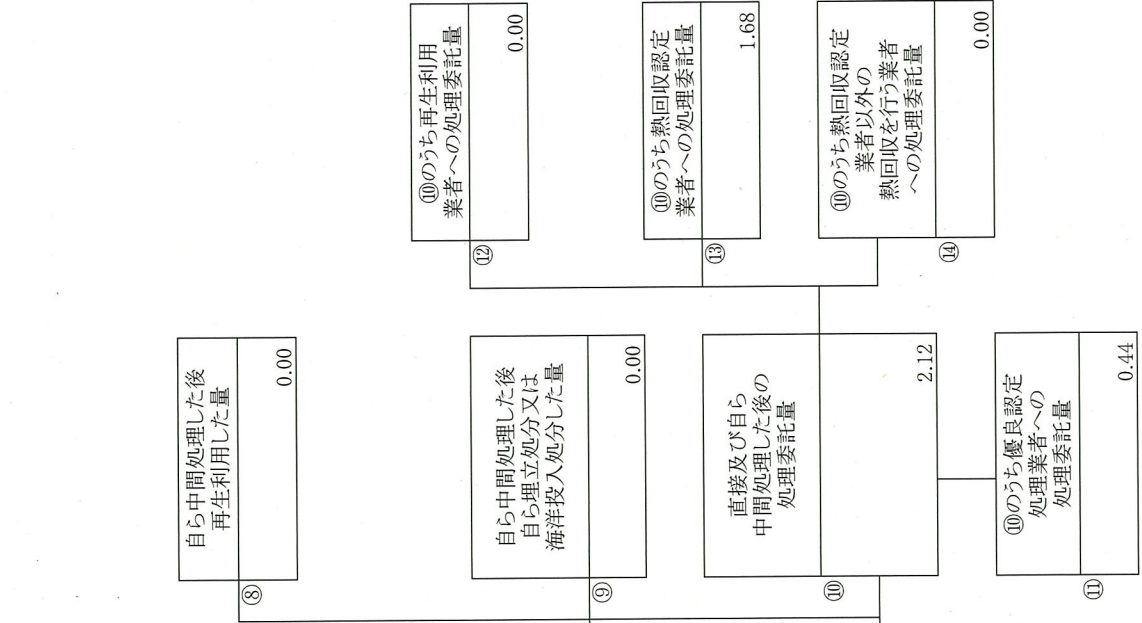 自ら中間処理した後
再生利用した量
⑧
0.00
自ら中間処理した後
自ら埋立処分又は
海洋投入処分した量
⑨
0.00
直接及び自ら
中間処理した後の
処理委託量
⑩
2.12
⑩のうち優良認定
処理業者への
処理委託量
⑪
0.44
⑩のうち再生利用
業者への処理委託量
⑫
0.00
⑩のうち熱回収認定
業者への処理委託量
⑬
1.68
⑩のうち熱回収認定
業者以外の
熱回収を行う業者
への処理委託量
⑭
0.00